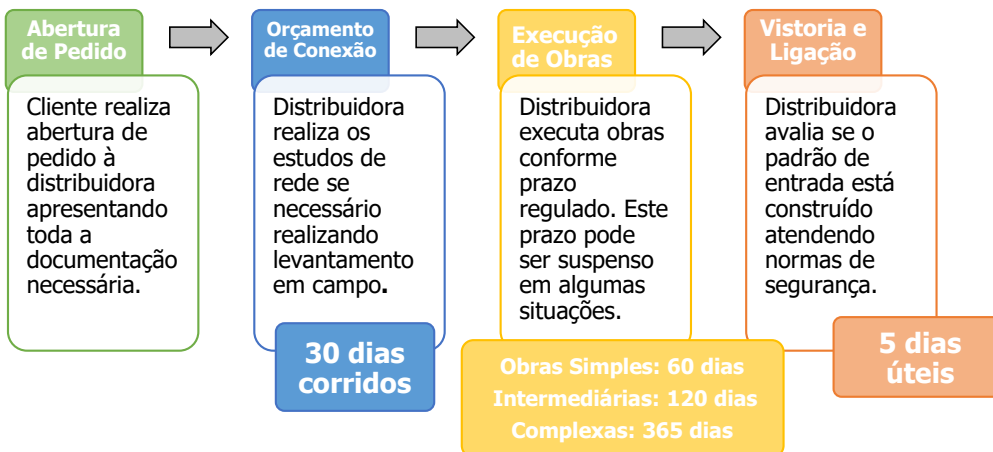 Abertura
de Pedido
Cliente realiza
abertura de
pedido à
distribuidora
apresentando
toda a
documentação
necessária.
Orçamento
de Conexão
Distribuidora
realiza os
estudos de
rede se
necessário
realizando
levantamento
em campo.
30 dias
corridos
Execução
de Obras
Distribuidora
executa obras
conforme
prazo
regulado. Este
prazo pode
ser suspenso
em algumas
situações.
Obras Simples: 60 dias
Intermediárias: 120 dias
Complexas: 365 dias
Vistoria e
Ligação
Distribuidora
avalia se o
padrão de
entrada está
construído
atendendo
normas de
segurança.
5 dias
úteis